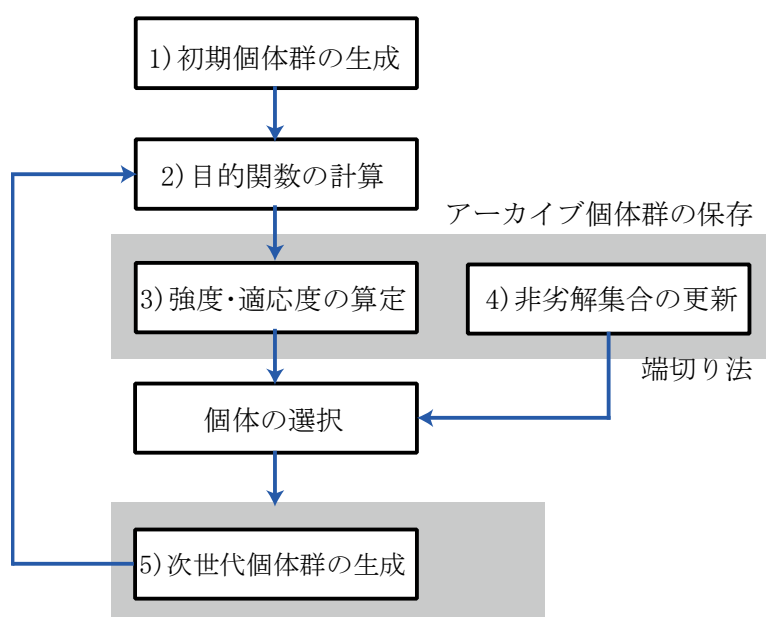 1)初期個体群の生成
2)目的関数の計算
アーカイブ個体群の保存
3)強度・適応度の算定
4)非劣解集合の更新
端切り法
個体の選択
5)次世代個体群の生成